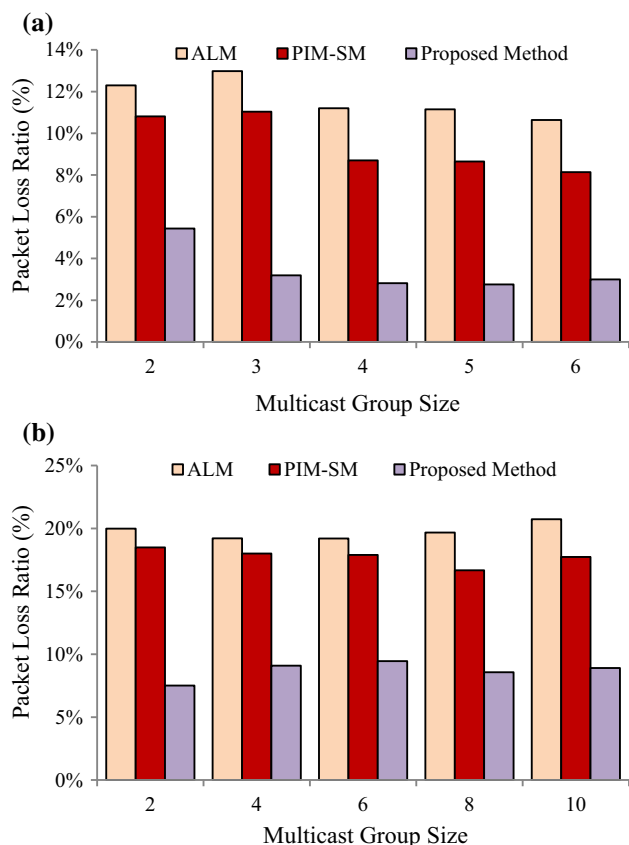 (a)
14%
12%
10%
8%
6%
4%
2%
0%
Packet Loss Ratio (%)
ALM PIM-SM Proposed Method
2 3 4 5 6
Multicast Group Size
(b)
25%
20%
15%
10%
5%
0%
Packet Loss Ratio (%)
ALM PIM-SM Proposed Method
2 4 6 8 10
Multicast Group Size